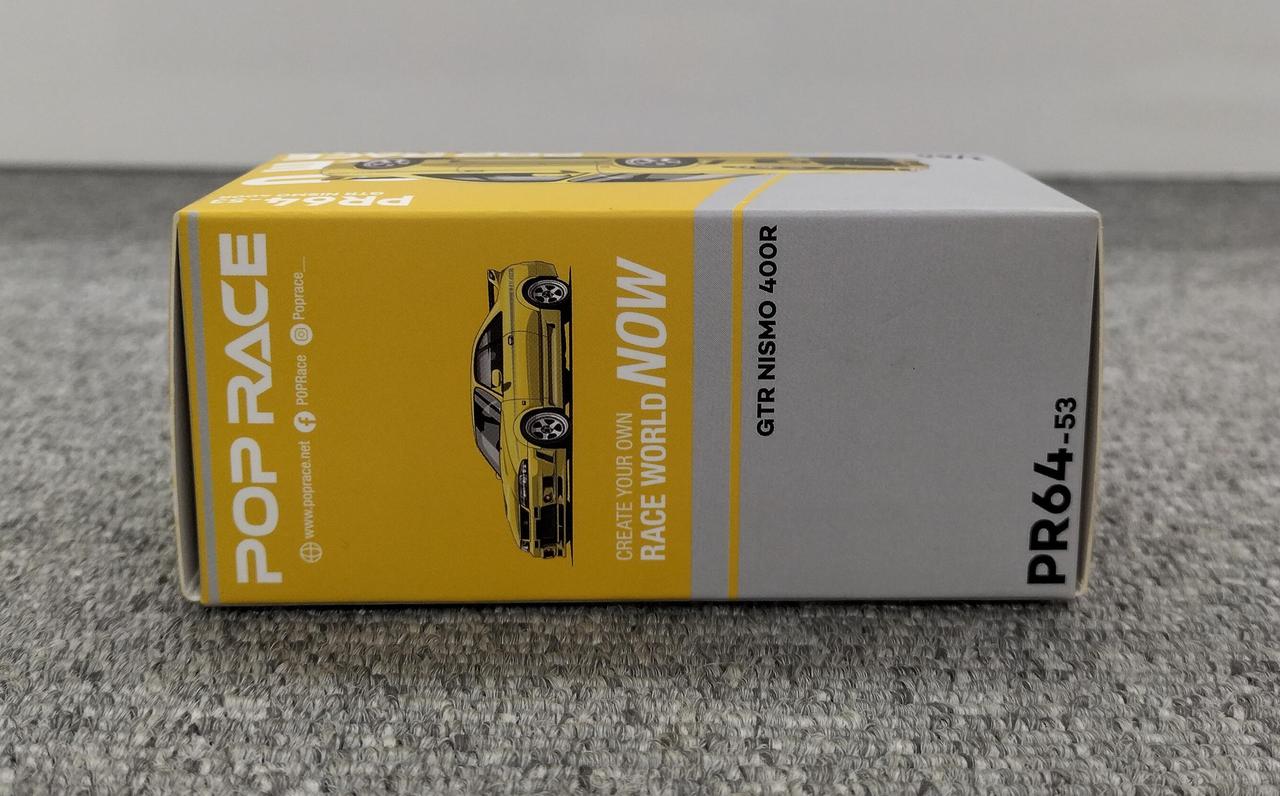 POP RACE
www.poprace.net POPRace Poprace__
CREATE YOUR OWN
RACE WORLD NOW
GTR NISMO 400R
PR64-53
PR64-53
GTR NISMO 400R